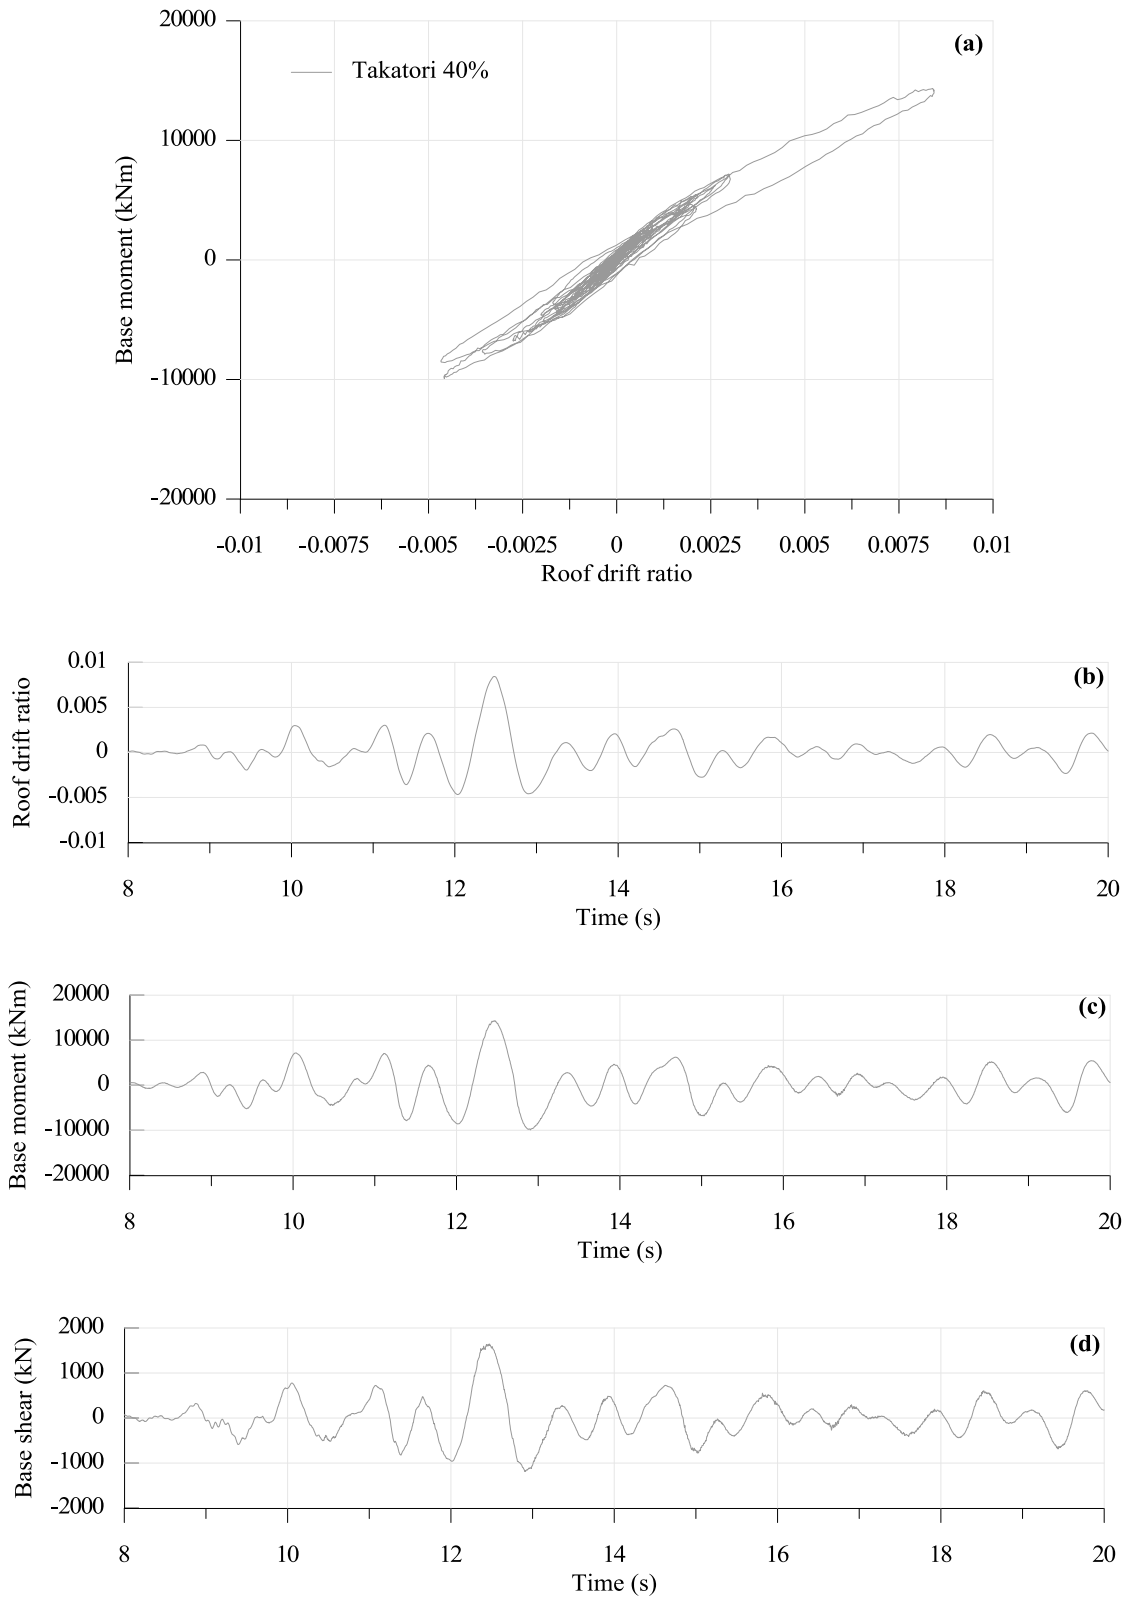 20000
(a)
Takatori 40%
10000
Base moment (kNm)
0
-10000
-20000
-0.01 -0.0075 -0.005 -0.0025 0 0.0025 0.005 0.0075 0.01
Roof drift ratio
0.01
(b)
0.005
Roof drift ratio
0
-0.005
-0.01
8 10 12 14 16 18 20
Time (s)
20000
(c)
10000
Base moment (kNm)
0
-10000
-20000
8 10 12 14 16 18 20
Time (s)
2000
(d)
1000
Base shear (kN)
0
-1000
-2000
8 10 12 14 16 18 20
Time (s)